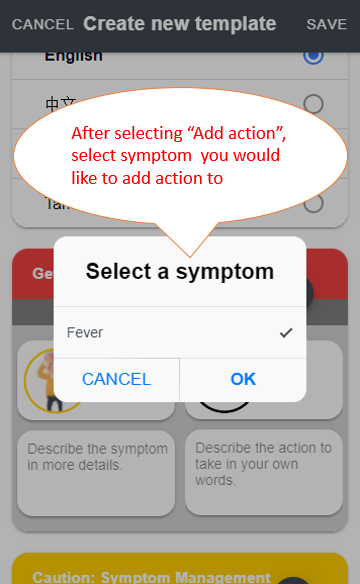 CANCEL Create new template SAVE
English
中文
After selecting “Add action”,
select symptom you would
like to add action to
Select a symptom
Fever
CANCEL OK
Describe the symptom
in more details.
Describe the action to
take in your own
words.
Caution: Symptom Management